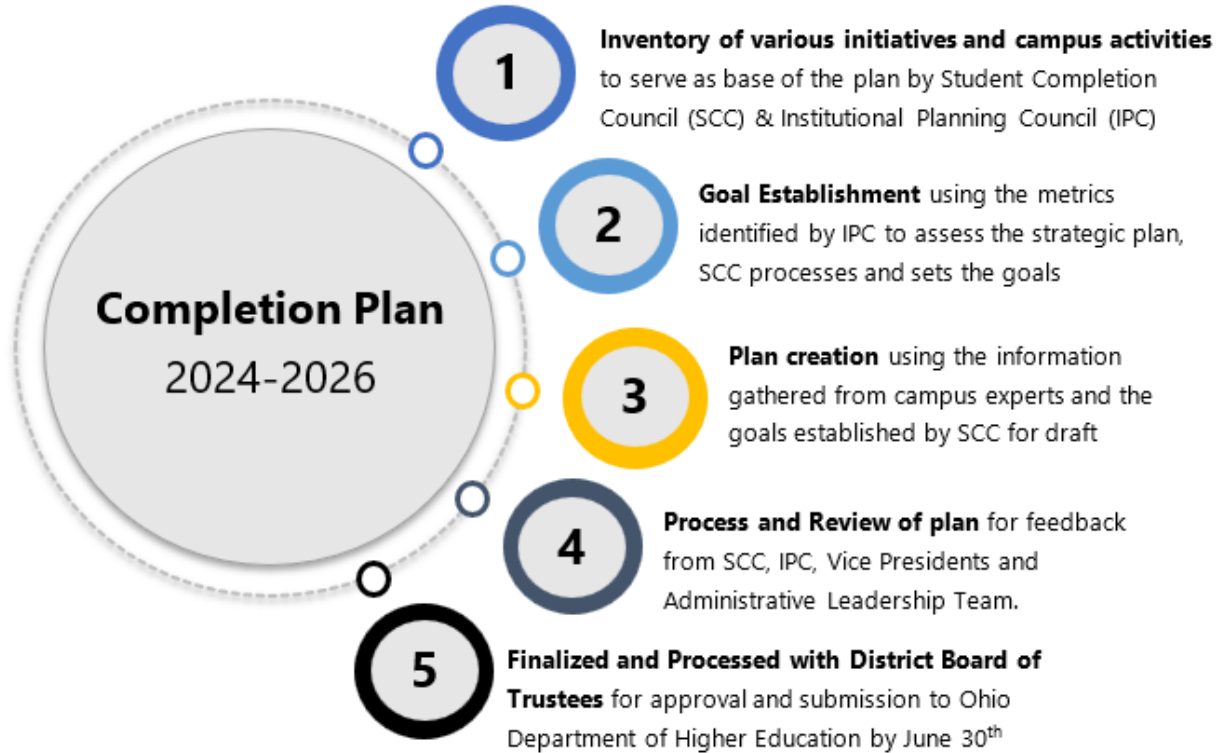 Completion Plan
2024-2026
1
Inventory of various initiatives and campus activities
to serve as base of the plan by Student Completion
Council (SCC) & Institutional Planning Council (IPC)
2
Goal Establishment using the metrics
identified by IPC to assess the strategic plan,
SCC processes and sets the goals
3
Plan creation using the information
gathered from campus experts and the
goals established by SCC for draft
4
Process and Review of plan for feedback
from SCC, IPC, Vice Presidents and
Administrative Leadership Team.
5
Finalized and Processed with District Board of
Trustees for approval and submission to Ohio
Department of Higher Education by June 30th